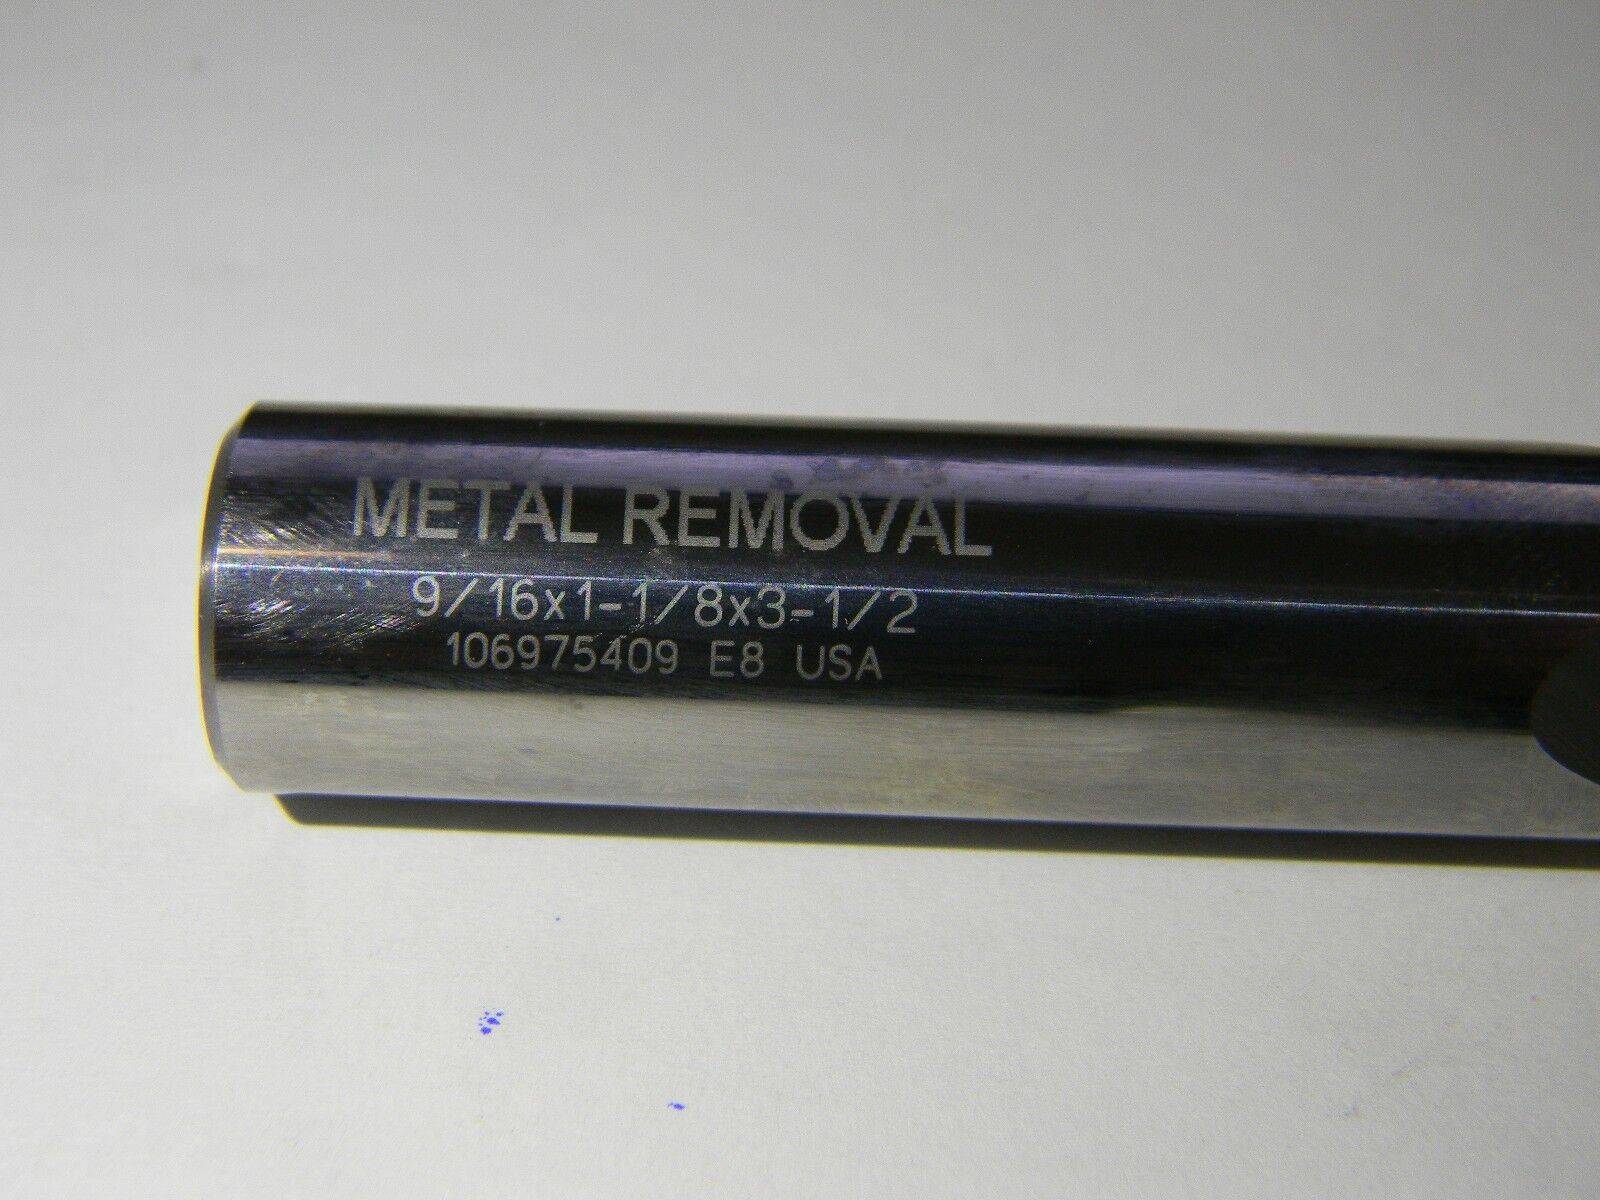 METAL REMOVAL
9/16x1-1/8x3-1/2
106975409 E8 USA